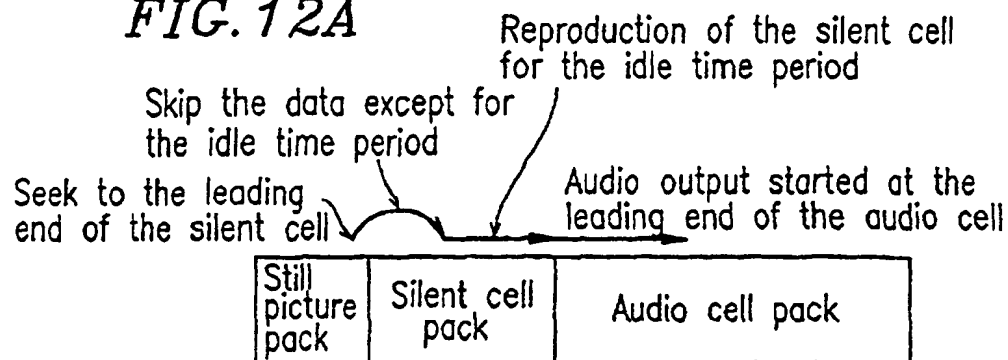 FIG. 12A
Reproduction of the silent cell
for the idle time period
Skip the data except for
the idle time period
Seek to the leading
end of the silent cell
Audio output started at the
leading end of the audio cell
Still
picture
pack
Silent cell
pack
Audio cell pack